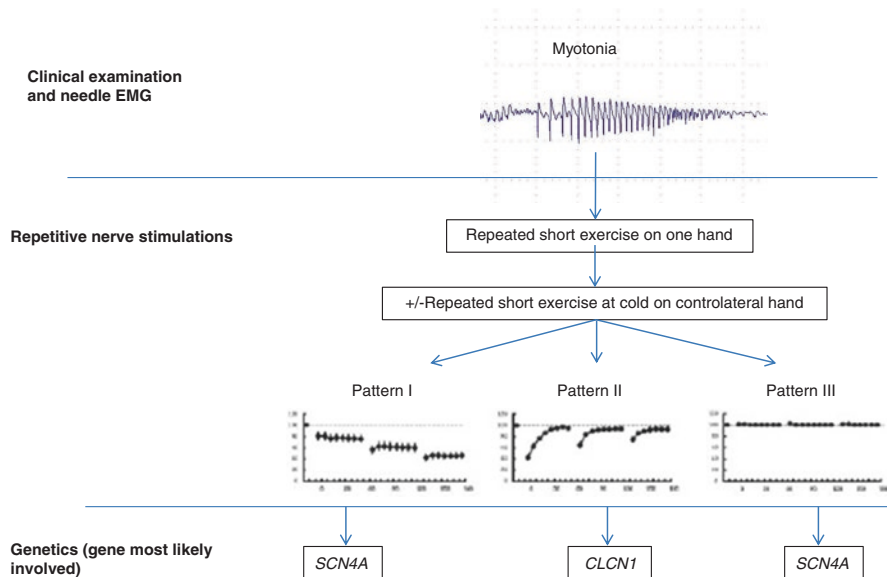 Myotonia
Clinical examination
and needle EMG
Repetitive nerve stimulations
Repeated short exercise on one hand
+/-Repeated short exercise at cold on controlateral hand
Pattern I
Pattern II
Pattern III
Genetics (gene most likely
involved)
SCN4A
CLCN1
SCN4A